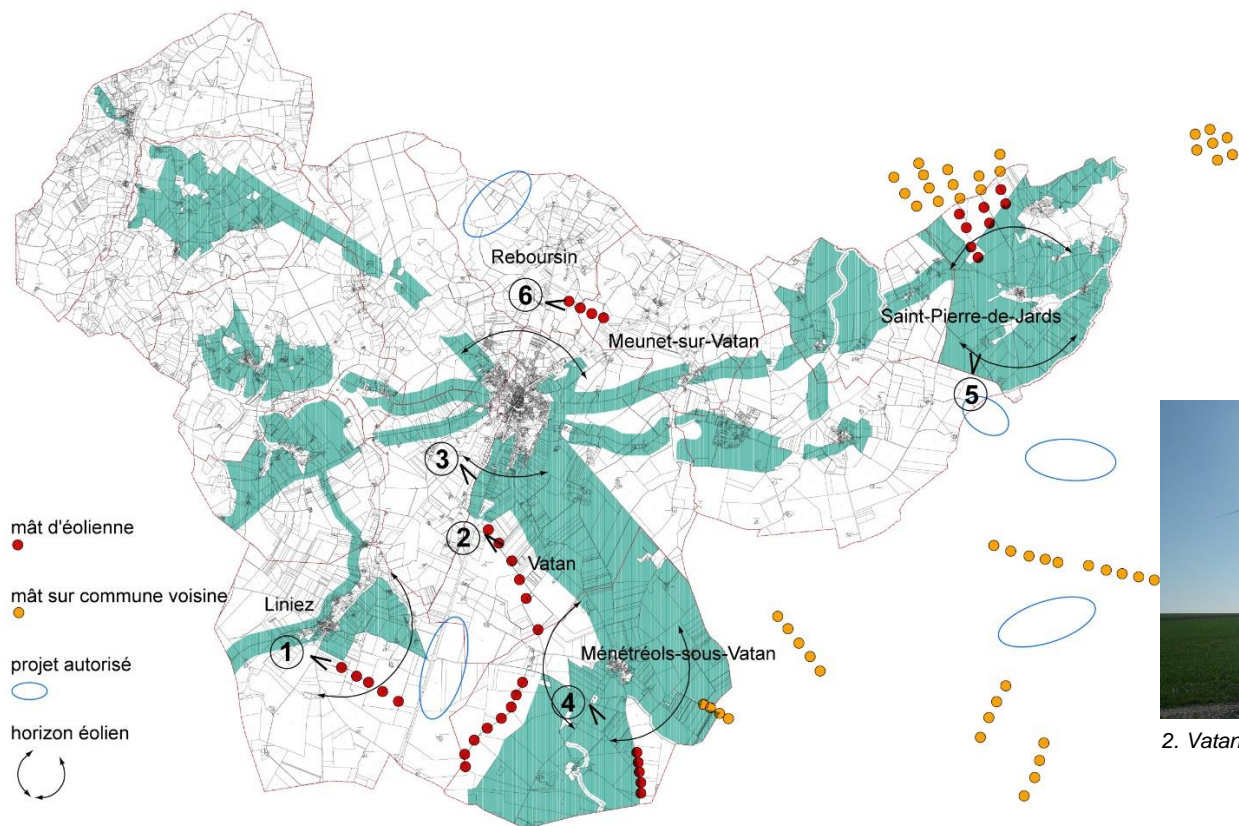 Reboursin
6
Meunet-sur-Vatan
Saint-Pierre-de-Jards
5
3
2
Vatan
Liniez
1
Ménétréols-sous-Vatan
4
mât d'éolienne
mât sur commune voisine
projet autorisé
horizon éolien
2. Vatan